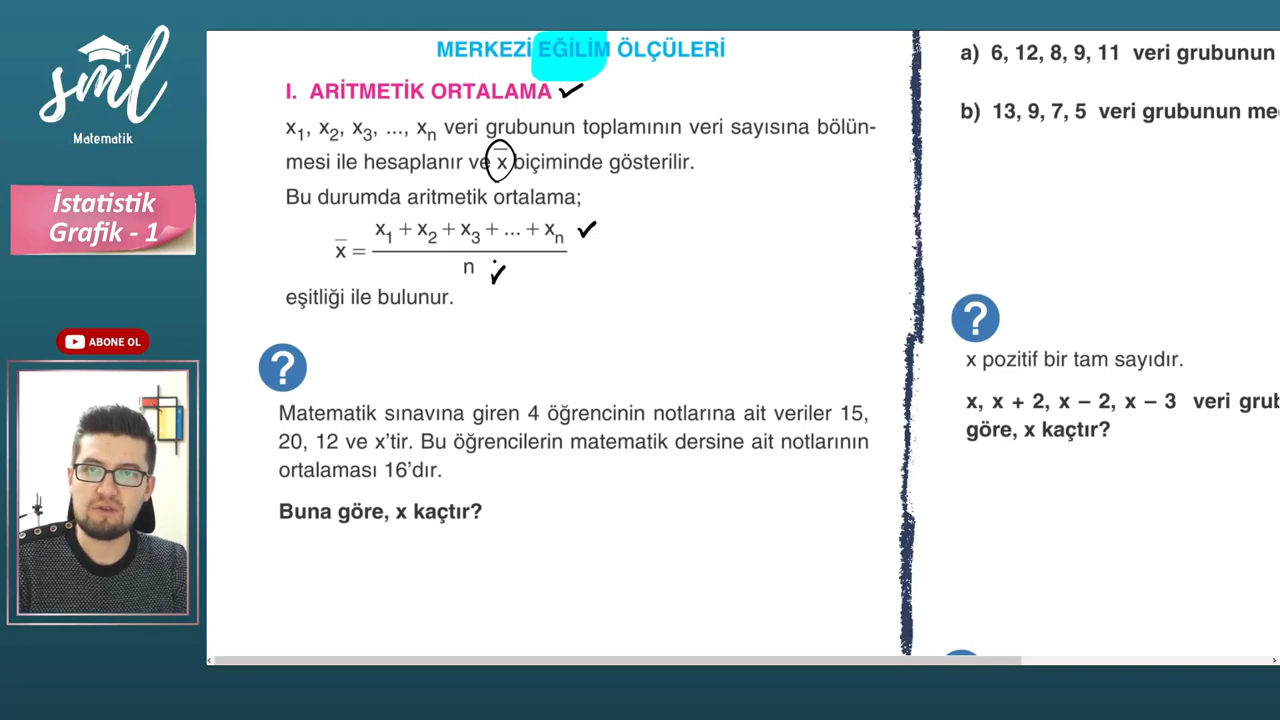 sml
Matematik
İstatistik
Grafik - 1
ABONE OL
MERKEZİ EĞİLİM ÖLÇÜLERİ
I. ARİTMETİK ORTALAMA
x1, x2, x3, ..., xn veri grubunun toplamının veri sayısına bölün-
mesi ile hesaplanır ve x̅ biçiminde gösterilir.
Bu durumda aritmetik ortalama;
x̅ = x1 + x2 + x3 + ... + xn
n
eşitliği ile bulunur.
?
Matematik sınavına giren 4 öğrencinin notlarına ait veriler 15,
20, 12 ve x'tir. Bu öğrencilerin matematik dersine ait notlarının
ortalaması 16'dır.
Buna göre, x kaçtır?
a) 6, 12, 8, 9, 11 veri grubunun
b) 13, 9, 7, 5 veri grubunun me
?
x pozitif bir tam sayıdır.
x, x + 2, x – 2, x – 3 veri grub
göre, x kaçtır?